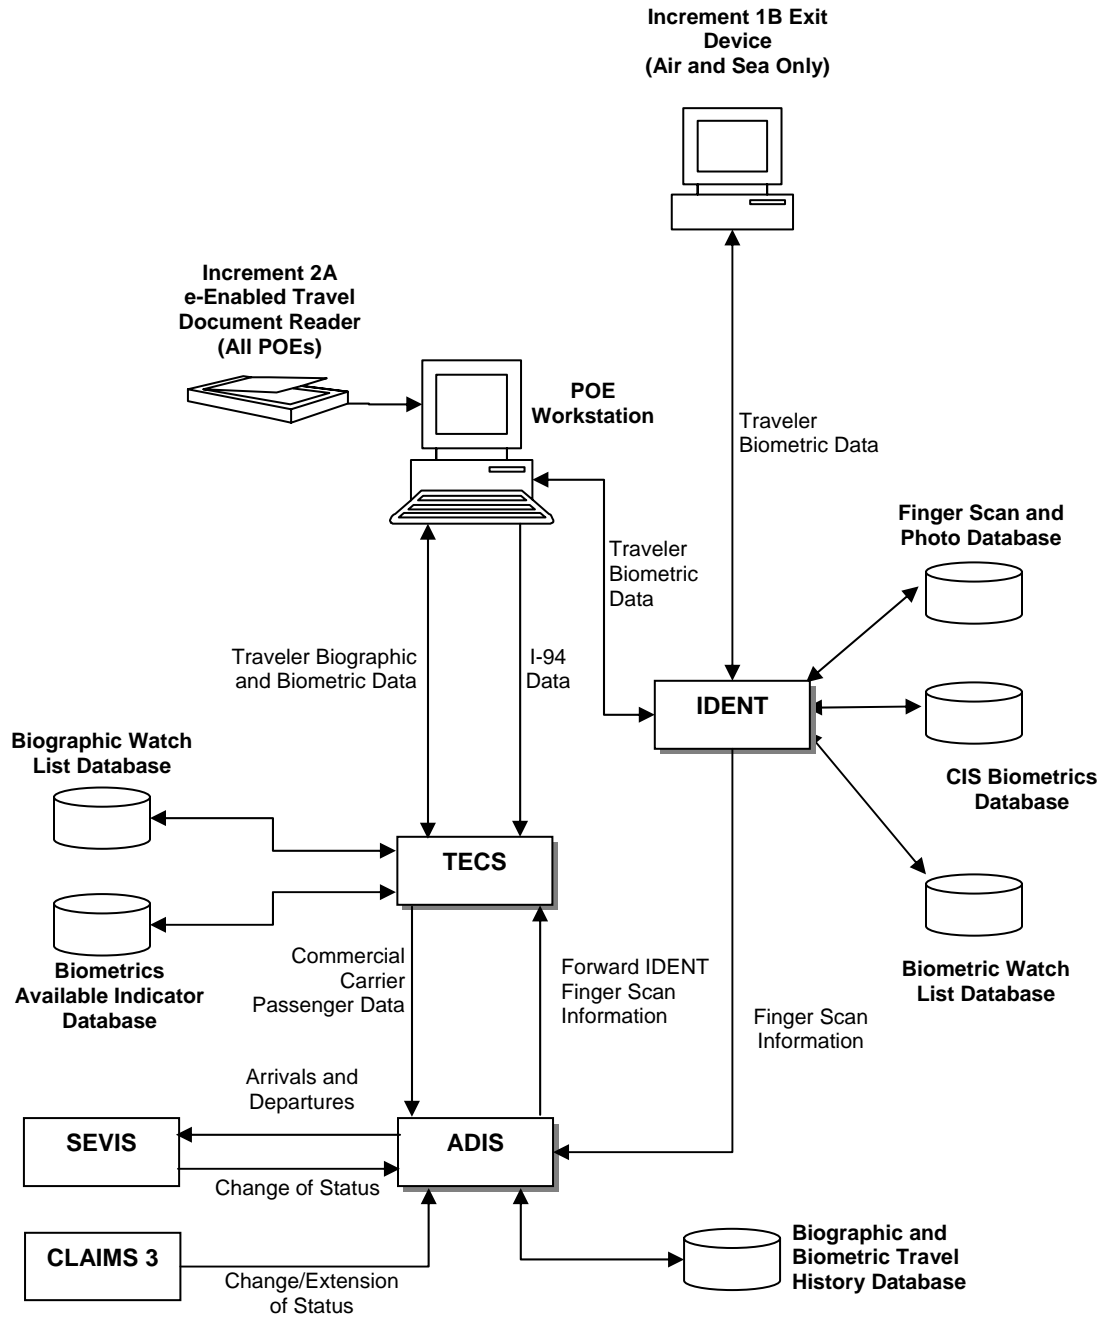 Increment 1B Exit
Device
(Air and Sea Only)
Increment 2A
e-Enabled Travel
Document Reader
(All POEs)
POE
Workstation
Traveler
Biometric Data
Finger Scan and
Photo Database
Traveler
Biometric
Data
Traveler Biographic
and Biometric Data
I-94
Data
IDENT
Biographic Watch
List Database
CIS Biometrics
Database
TECS
Biometrics
Available Indicator
Database
Commercial
Carrier
Passenger Data
Forward IDENT
Finger Scan
Information
Biometric Watch
List Database
Finger Scan
Information
Arrivals and
Departures
SEVIS
ADIS
Change of Status
CLAIMS 3
Change/Extension
of Status
Biographic and
Biometric Travel
History Database